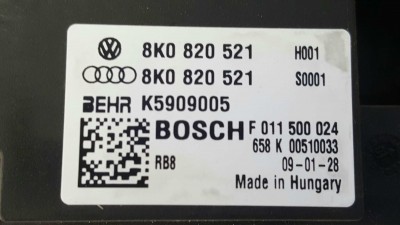 8K0 820 521 H001
8K0 820 521 S0001
BEHR K5909005
BOSCH F 011 500 024
658 K 00510033
RB8 09-01-28
Made in Hungary